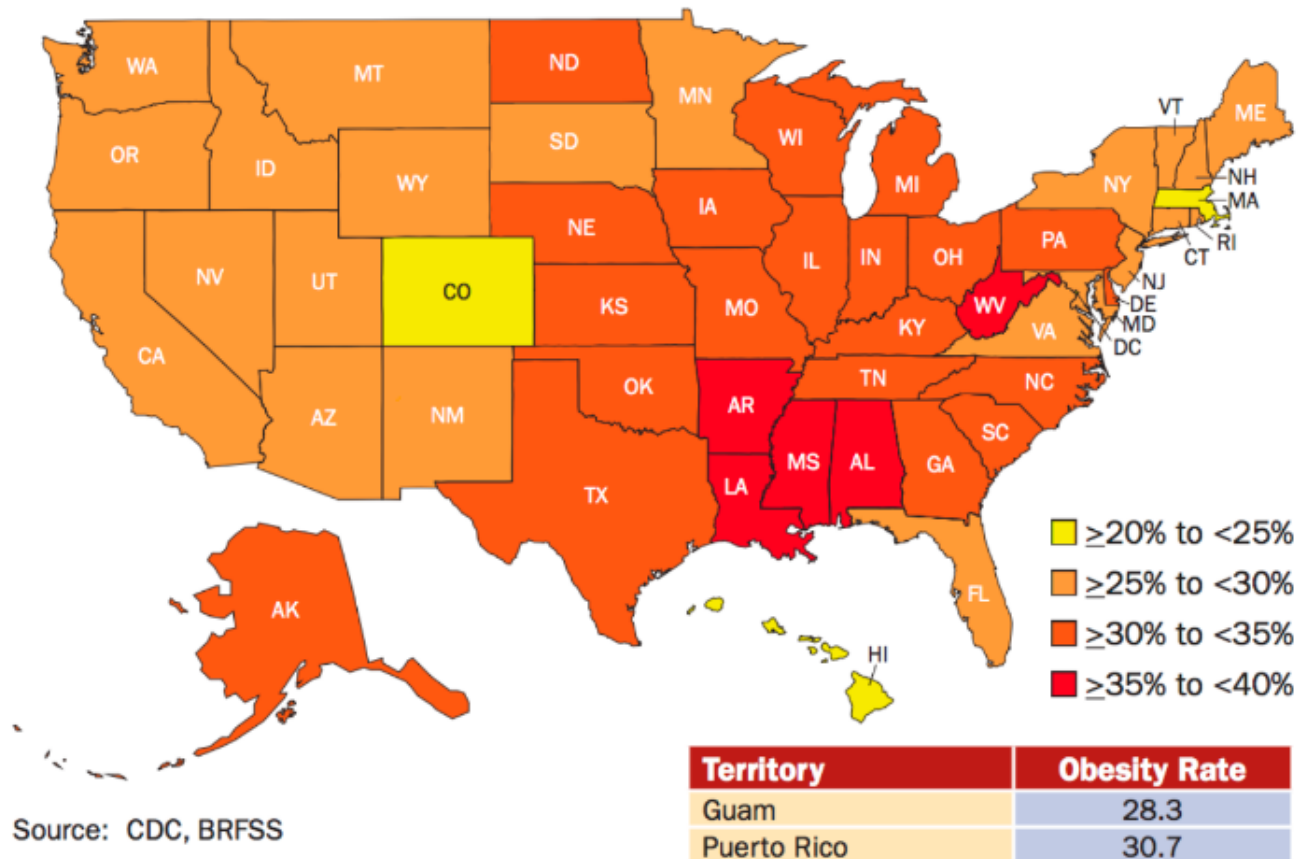 WA
MT
ND
MN
VT
ME
OR
ID
SD
WI
NY
NH
WY
MI
MA
IA
NE
PA
RI
CT
NV
UT
CO
IL
IN
OH
NJ
DE
KS
MO
WV
MD
CA
KY
VA
DC
TN
NC
AZ
NM
OK
AR
SC
MS
AL
GA
TX
LA
≥20% to <25%
≥25% to <30%
FL
AK
≥30% to <35%
HI
≥35% to <40%
Territory Obesity Rate
Guam 28.3
Source: CDC, BRFSS
Puerto Rico 30.7